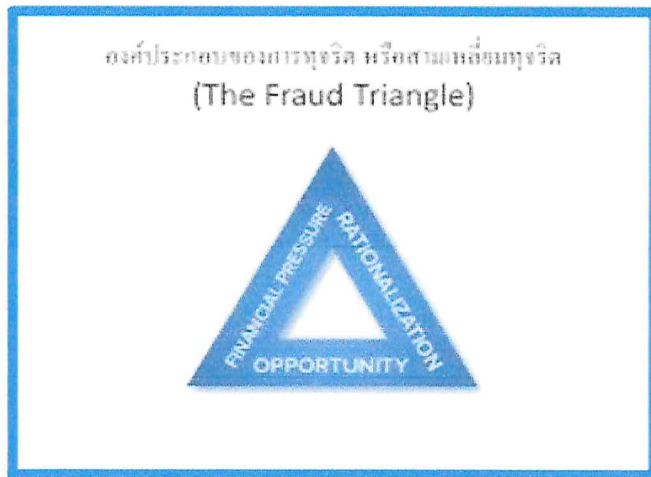 องค์ประกอบของการทุจริต หรือสามเหลี่ยมทุจริต
(The Fraud Triangle)
FINANCIAL PRESSURE
RATIONALIZATION
OPPORTUNITY